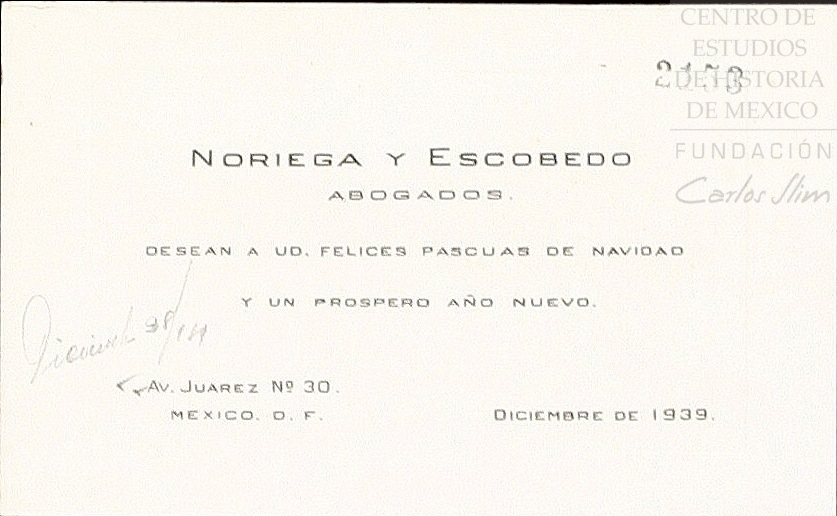 CENTRO DE
ESTUDIOS
DE HISTORIA
DE MEXICO
FUNDACIÓN
Carlos Slim
NORIEGA Y ESCOBEDO
ABOGADOS.
DESEAN A UD. FELICES PASCUAS DE NAVIDAD
Y UN PROSPERO AÑO NUEVO.
AV. JUAREZ Nº 30.
MEXICO. D. F.
DICIEMBRE DE 1939.